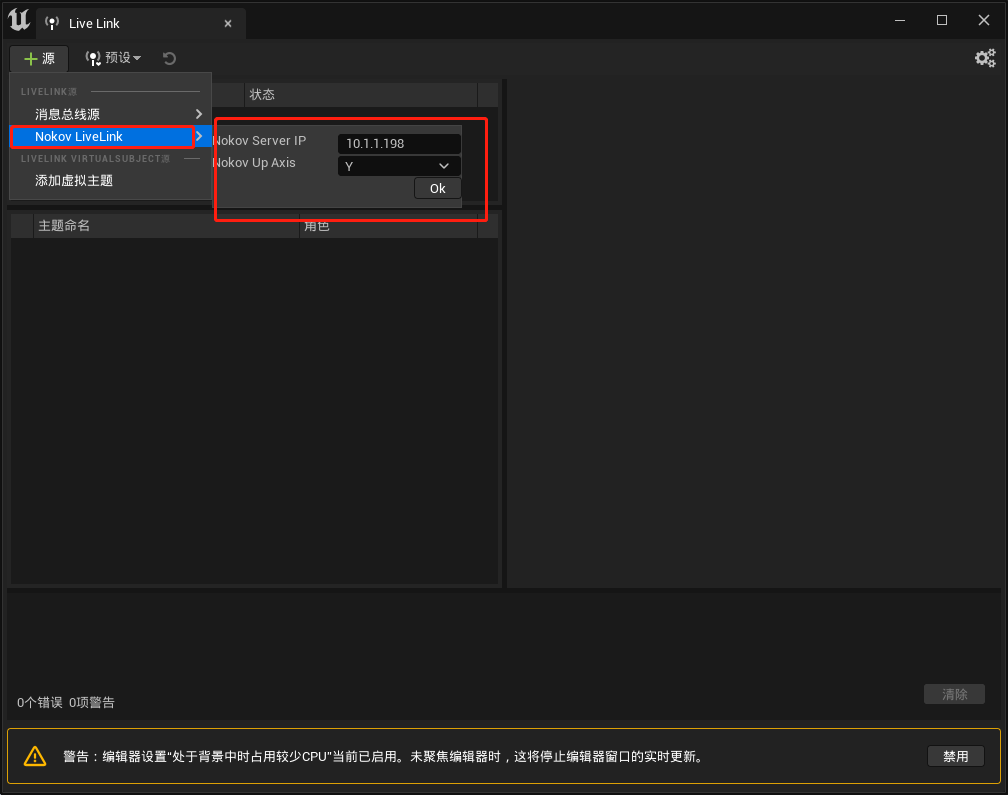 Live Link
源
预设
LIVELINK源
状态
消息总线源
Nokov LiveLink
Nokov Server IP
10.1.1.198
Nokov Up Axis
Y
LIVELINK VIRTUALSUBJECT源
添加虚拟主题
Ok
主题命名
角色
0个错误 0项警告
清除
警告：编辑器设置“处于背景中时占用较少CPU”当前已启用。未聚焦编辑器时，这将停止编辑器窗口的实时更新。
禁用